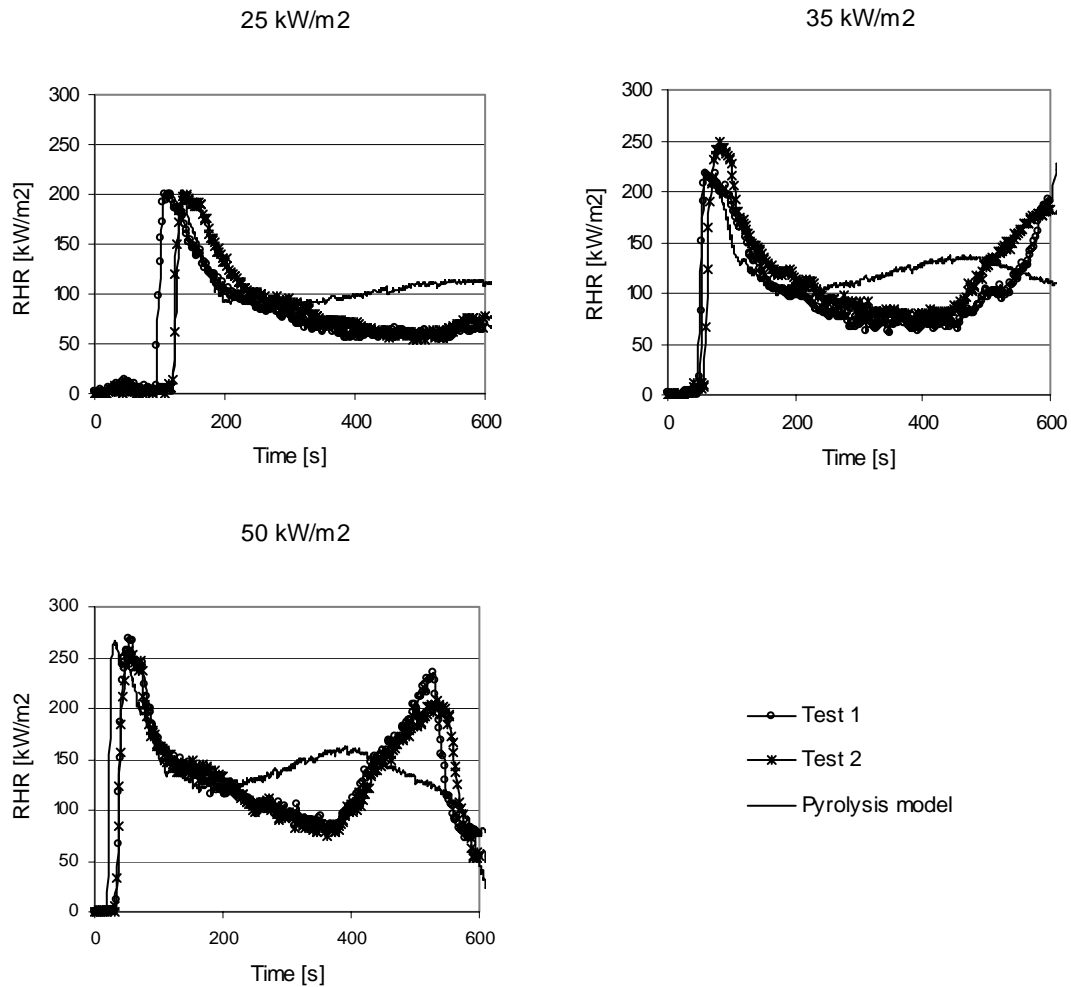 25 kW/m2
300
250
200
150
100
50
0
RHR [kW/m2]
0 200 400 600
Time [s]
35 kW/m2
300
250
200
150
100
50
0
RHR [kW/m2]
0 200 400 600
Time [s]
50 kW/m2
300
250
200
150
100
50
0
RHR [kW/m2
0 200 400 600
Time [s]
Test 1
Test 2
Pyrolysis model